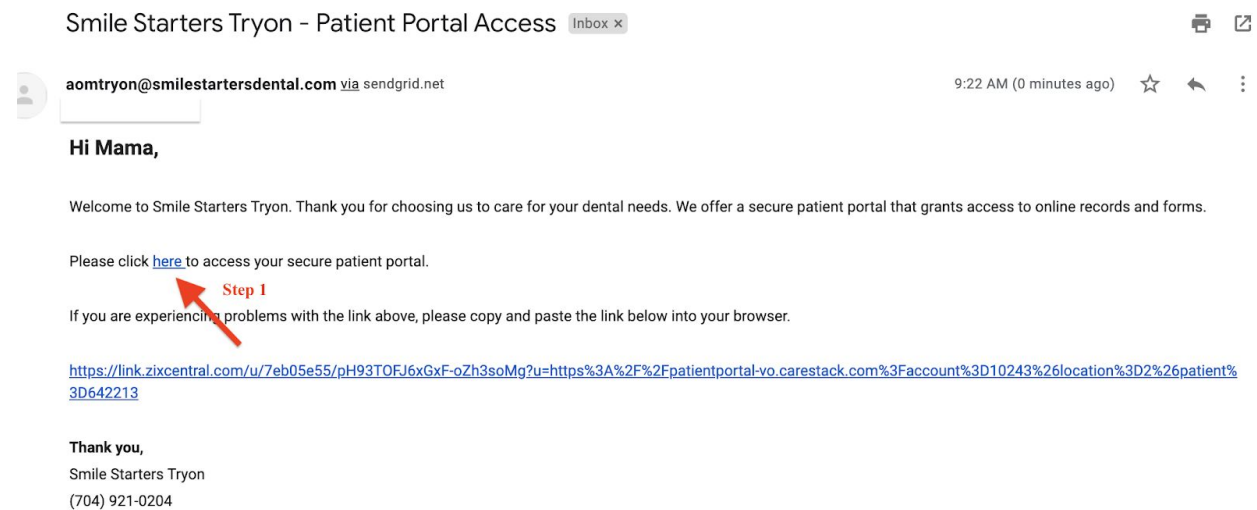 Smile Starters Tryon - Patient Portal Access Inbox ×
aomtryon@smilestartersdental.com via sendgrid.net 9:22 AM (0 minutes ago)
Hi Mama,
Welcome to Smile Starters Tryon. Thank you for choosing us to care for your dental needs. We offer a secure patient portal that grants access to online records and forms.
Please click here to access your secure patient portal.
Step 1
If you are experiencing problems with the link above, please copy and paste the link below into your browser.
https://link.zixcentral.com/u/7eb05e55/pH93TOFJ6xGxF-oZh3soMg?u=https%3A%2F%2Fpatientportal-vo.carestack.com%3Faccount%3D10243%26location%3D2%26patient%
3D642213
Thank you,
Smile Starters Tryon
(704) 921-0204